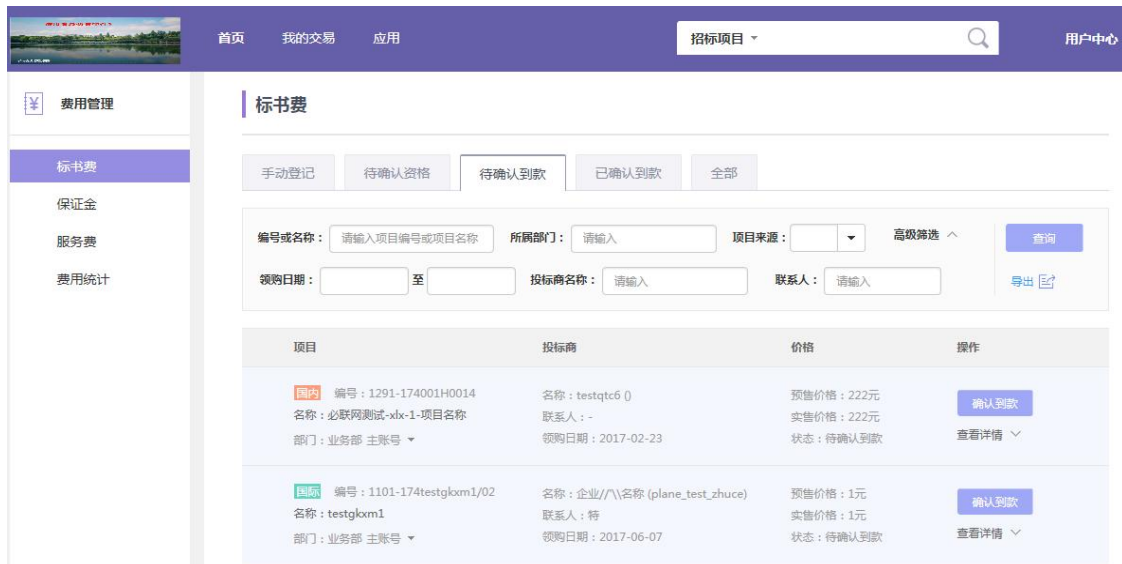 首页 我的交易 应用 招标项目 用户中心
费用管理
标书费
标书费
保证金
服务费
费用统计
手动登记 待确认资格 待确认到款 已确认到款 全部
编号或名称： 请输入项目编号或项目名称 所属部门： 请输入 项目来源： 高级筛选 查询
领购日期： 至 投标商名称： 请输入 联系人： 请输入 导出
项目 投标商 价格 操作
国内 编号：1291-174001H0014 名称：testqtc6 () 预售价格：222元 确认到款
名称：必联网测试-xlx-1-项目名称 联系人：- 实售价格：222元
部门：业务部 主账号 领购日期：2017-02-23 状态：待确认到款 查看详情
国际 编号：1101-174testgkxm1/02 名称：企业//"\\名称 (plane_test_zhuce) 预售价格：1元 确认到款
名称：testgkxm1 联系人：特 实售价格：1元
部门：业务部 主账号 领购日期：2017-06-07 状态：待确认到款 查看详情